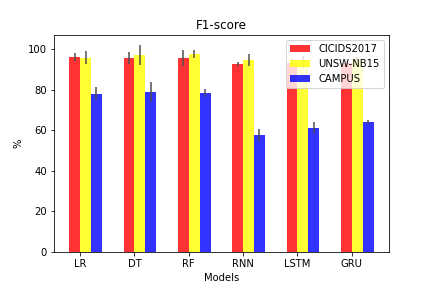 F1-score
CICIDS2017
UNSW-NB15
CAMPUS
100
80
60
40
20
0
%
LR DT RF RNN LSTM GRU
Models